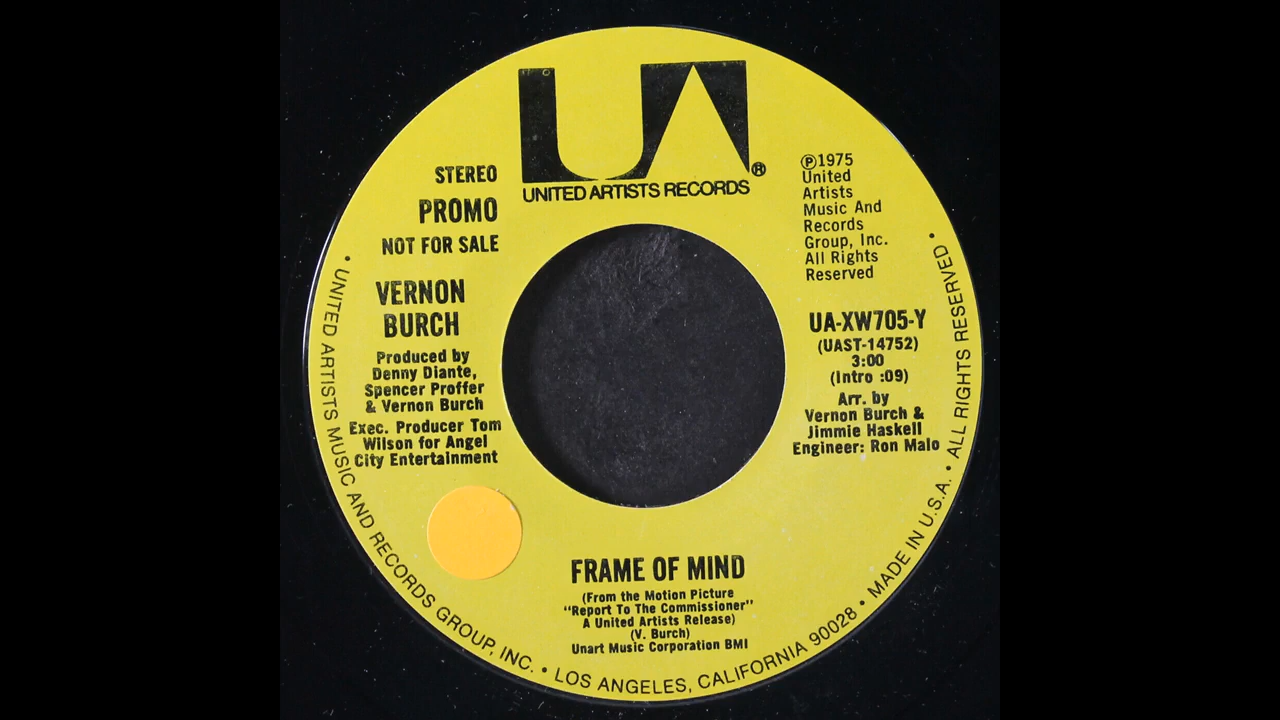 UA®
UNITED ARTISTS RECORDS
STEREO
PROMO
NOT FOR SALE
VERNON
BURCH
Produced by
Denny Diante,
Spencer Proffer
& Vernon Burch
Exec. Producer Tom
Wilson for Angel
City Entertainment
Ⓟ1975
United
Artists
Music And
Records
Group, Inc.
All Rights
Reserved
UA-XW705-Y
(UAST-14752)
3:00
(Intro :09)
Arr. by
Vernon Burch &
Jimmie Haskell
Engineer: Ron Malo
FRAME OF MIND
(From the Motion Picture
"Report To The Commissioner"
A United Artists Release)
(V. Burch)
Unart Music Corporation BMI
• UNITED ARTISTS MUSIC AND RECORDS GROUP, INC. • LOS ANGELES, CALIFORNIA 90028 • MADE IN U.S.A. • ALL RIGHTS RESERVED •